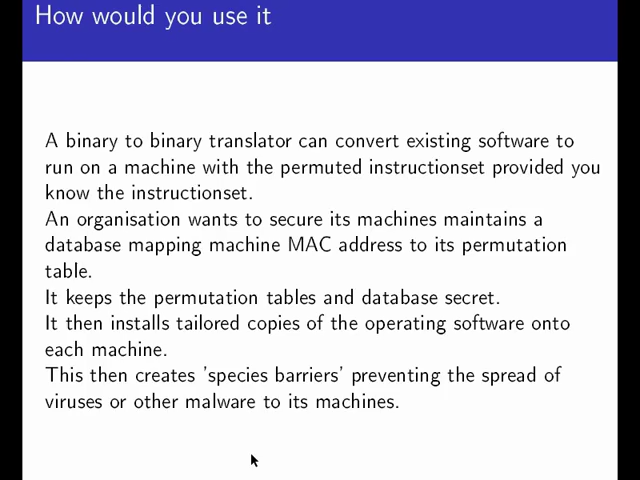 How would you use it
A binary to binary translator can convert existing software to
run on a machine with the permuted instructionset provided you
know the instructionset.
An organisation wants to secure its machines maintains a
database mapping machine MAC address to its permutation
table.
It keeps the permutation tables and database secret.
It then installs tailored copies of the operating software onto
each machine.
This then creates 'species barriers' preventing the spread of
viruses or other malware to its machines.